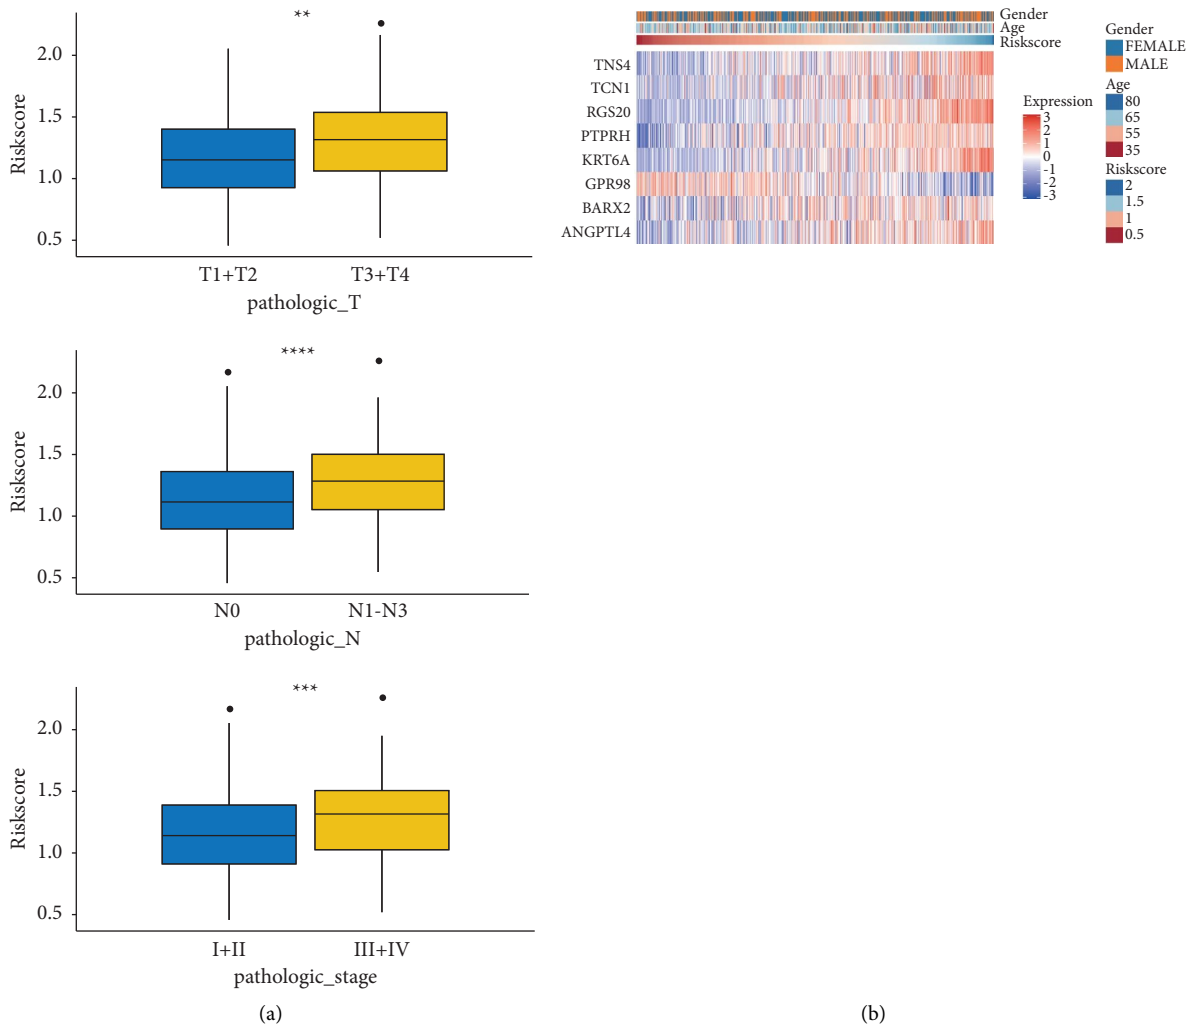 **
2.0
1.5
1.0
0.5
Riskscore
T1+T2
T3+T4
pathologic_T
****
2.0
1.5
1.0
0.5
Riskscore
N0
N1-N3
pathologic_N
***
2.0
1.5
1.0
0.5
Riskscore
I+II
III+IV
pathologic_stage
(a)
Gender
Age
Riskscore
TNS4
TCN1
RGS20
PTPRH
KRT6A
GPR98
BARX2
ANGPTL4
Expression
3
2
1
0
-1
-2
-3
Gender
FEMALE
MALE
Age
80
65
55
35
Riskscore
2
1.5
1
0.5
(b)